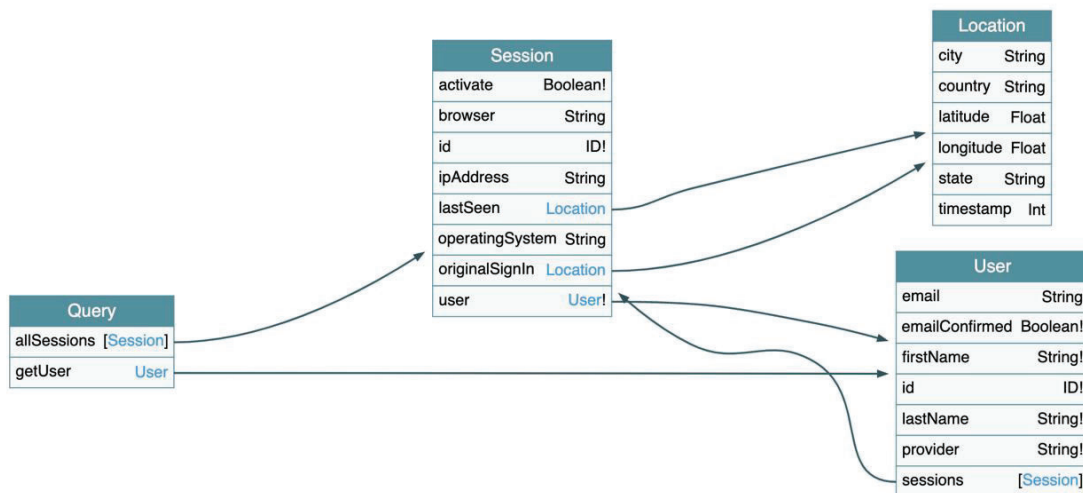 Query
allSessions [Session]
getUser User
Session
activate Boolean!
browser String
id ID!
ipAddress String
lastSeen Location
operatingSystem String
originalSignIn Location
user User!
Location
city String
country String
latitude Float
longitude Float
state String
timestamp Int
User
email String
emailConfirmed Boolean!
firstName String!
id ID!
lastName String!
provider String!
sessions [Session]